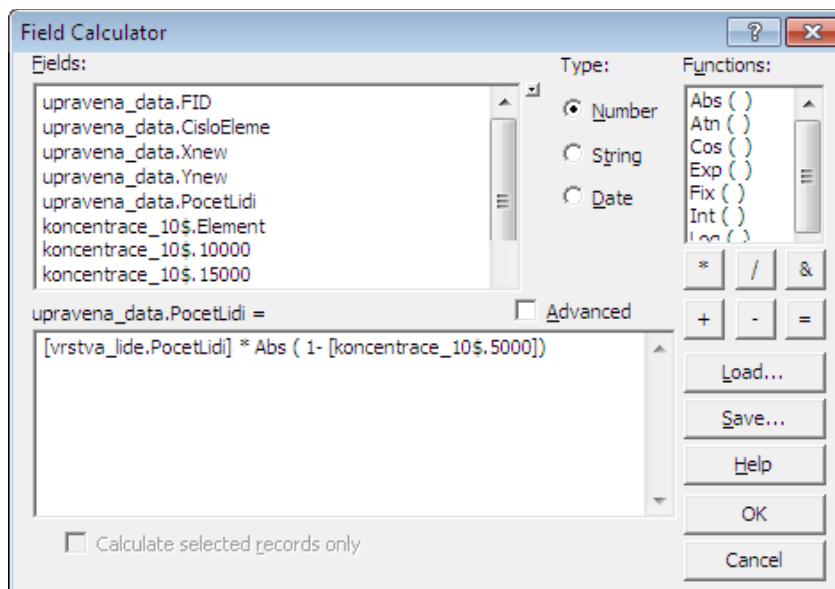 Field Calculator
Fields:
upravena_data.FID
upravena_data.CisloEleme
upravena_data.Xnew
upravena_data.Ynew
upravena_data.PocetLidi
koncentrace_10$.Element
koncentrace_10$.10000
koncentrace_10$.15000
Type:
Number
String
Date
Functions:
Abs ( )
Atn ( )
Cos ( )
Exp ( )
Fix ( )
Int ( )
Log ( )
* / &
+ - =
upravena_data.PocetLidi =
Advanced
[vrstva_lide.PocetLidi] * Abs ( 1- [koncentrace_10$.5000])
Load...
Save...
Help
OK
Cancel
Calculate selected records only